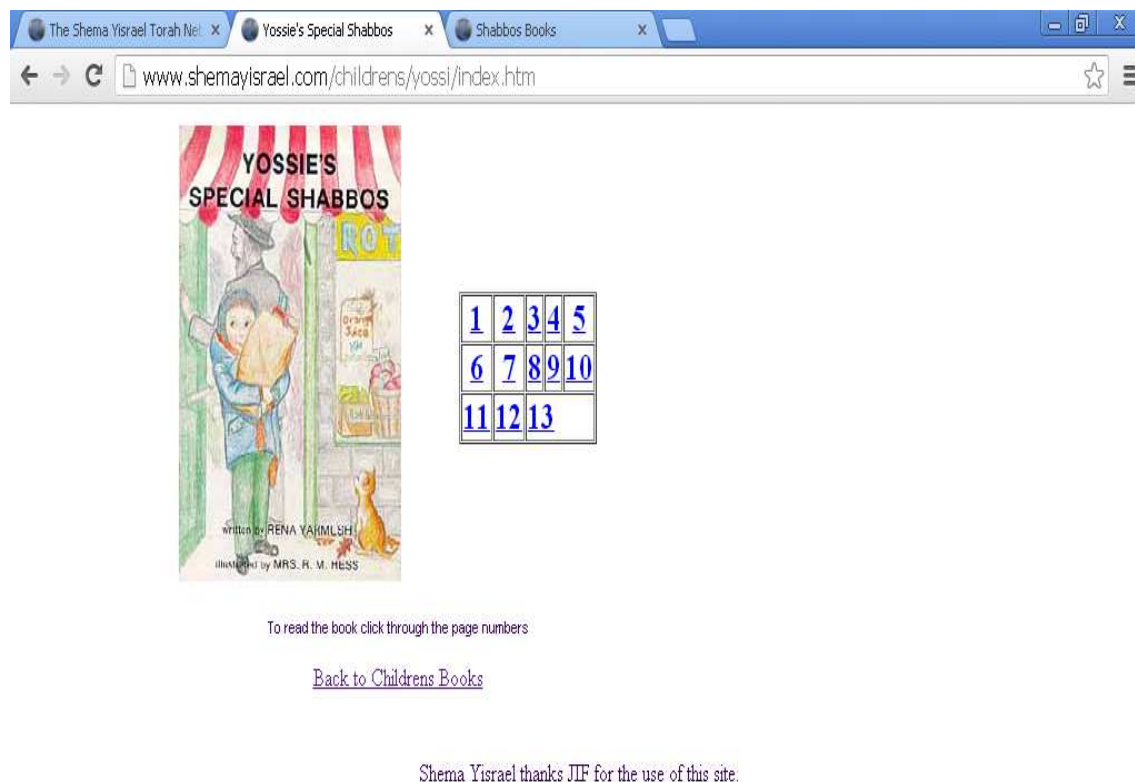 The Shema Yisrael Torah Net
Yossie's Special Shabbos
Shabbos Books
www.shemayisrael.com/childrens/yossi/index.htm
YOSSIE'S
SPECIAL SHABBOS
ROT
Orange
Juice
written by RENA YARMUSH
illustrated by MRS. R. M. HESS
1 2 3 4 5
6 7 8 9 10
11 12 13
To read the book click through the page numbers
Back to Childrens Books
Shema Yisrael thanks JIF for the use of this site.